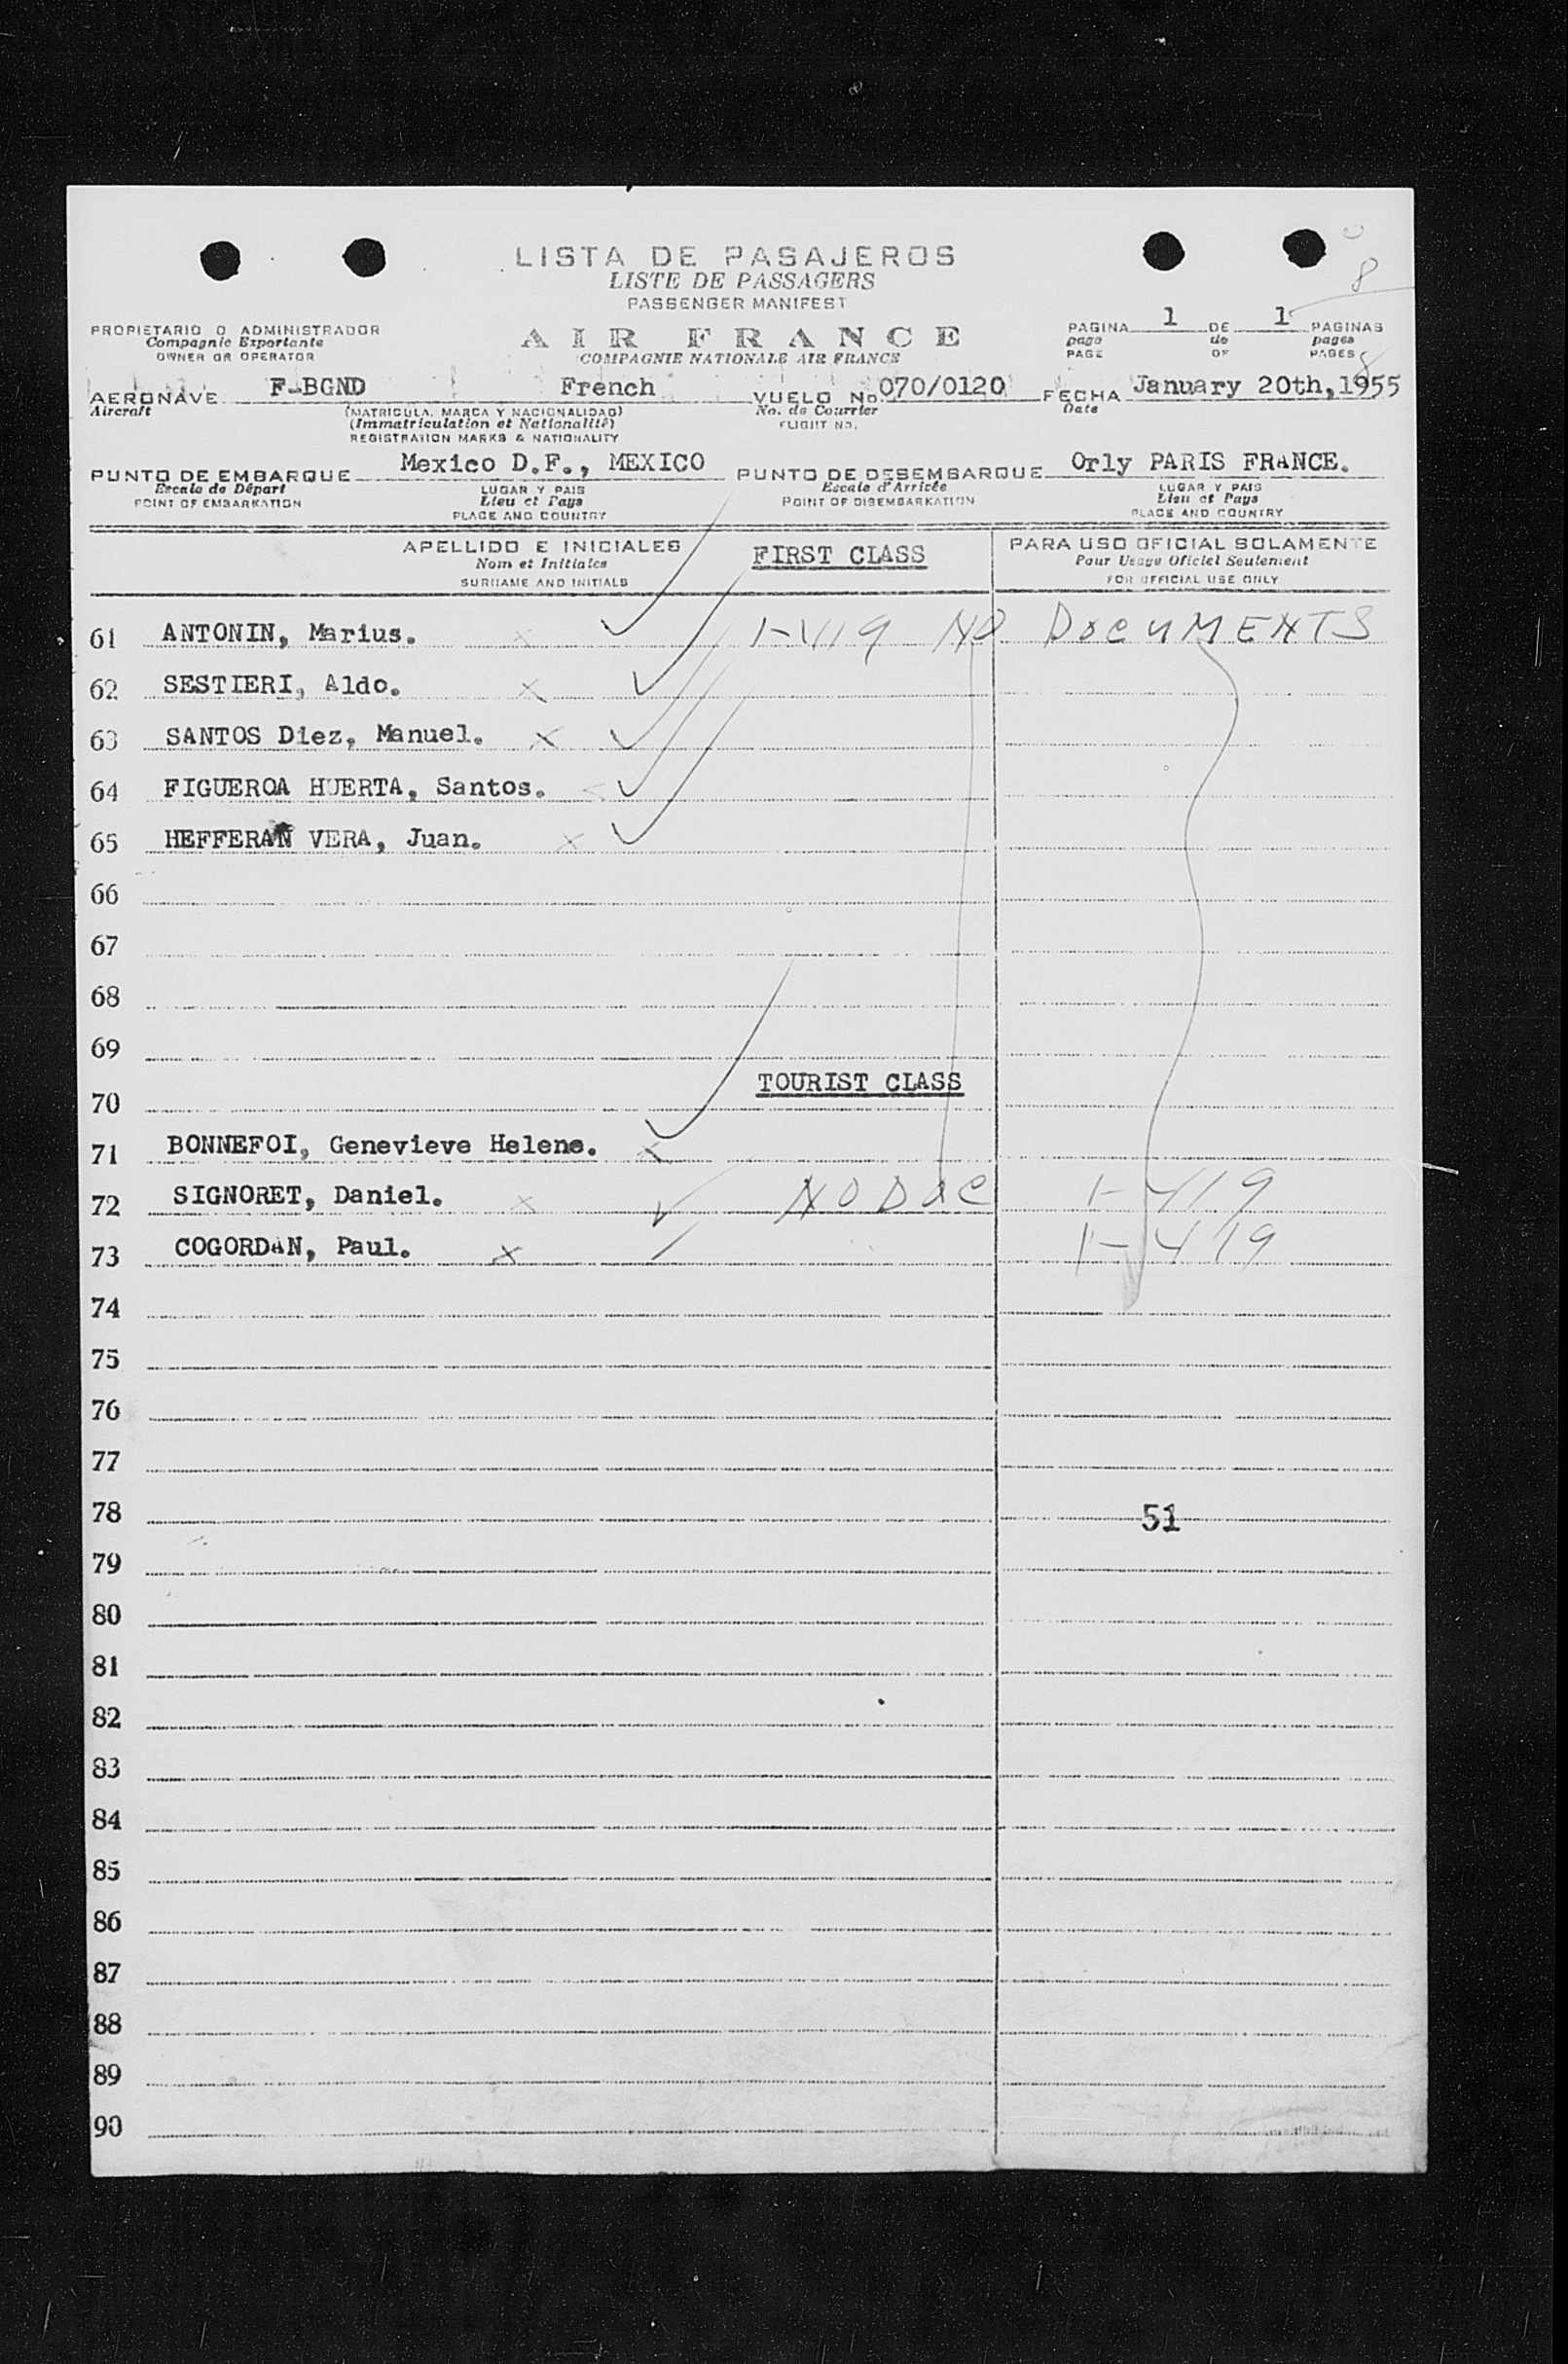 8
LISTA DE PASAJEROS
LISTE DE PASSAGERS
PASSENGER MANIFEST
PROPIETARIO O ADMINISTRADOR
Compagnie Exportante
OWNER OR OPERATOR
AIR FRANCE
COMPAGNIE NATIONALE AIR FRANCE
PAGINA 1 DE 1 PAGINAS
page de pages
PAGE OF PAGES
AERONAVE F-BGND French VUELO No. 070/0120 FECHA January 20th, 1955
Aircraft (MATRICULA, MARCA Y NACIONALIDAD) No. de Courrier Date
(Immatriculation et Nationalité) FLIGHT NO.
REGISTRATION MARKS & NATIONALITY
PUNTO DE EMBARQUE Mexico D.F., MEXICO PUNTO DE DESEMBARQUE Orly PARIS FRANCE.
Escale de Départ LUGAR Y PAIS Escale d'Arrivée LUGAR Y PAIS
POINT OF EMBARKATION Lieu et Pays POINT OF DISEMBARKATION Lieu et Pays
PLACE AND COUNTRY PLACE AND COUNTRY
APELLIDO E INICIALES FIRST CLASS PARA USO OFICIAL SOLAMENTE
Nom et Initiales Pour Usage Oficiel Seulement
SURNAME AND INITIALS FOR OFFICIAL USE ONLY
61 ANTONIN, Marius. 1-419 NO DOCUMENTS
62 SESTIERI, Aldo.
63 SANTOS Diez, Manuel.
64 FIGUEROA HUERTA, Santos.
65 HEFFERAN VERA, Juan.
66
67
68
69
TOURIST CLASS
70
71 BONNEFOI, Genevieve Helene.
72 SIGNORET, Daniel. NO DOC 1-419
73 COGORDAN, Paul. 1-419
74
75
76
77
78 51
79
80
81
82
83
84
85
86
87
88
89
90